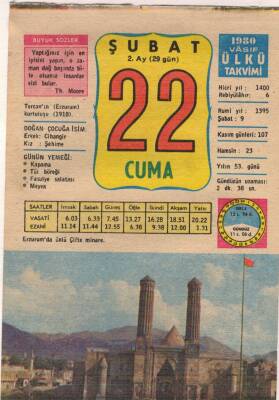 BÜYÜK SÖZLER
Yaptığınız işin en
iyisini yapın, o za-
man dağ başında bi-
le olsanız insanlar
sizi bulur.
Th. Moore
Tercan'ın (Erzurum)
kurtuluşu (1918).
DOĞAN ÇOCUĞA İSİM:
Erkek: Cihangir
Kız : Şehime
GÜNÜN YEMEĞİ:
• Kapama
• Tüi böreği
• Fasulye salatası
• Meyva
ŞUBAT
2. Ay (29 gün)
22
CUMA
1980
VASIF
ÜLKÜ
TAKVİMİ
Hicri yıl : 1400
Rebiyülâhır : 6
Rumi yıl : 1395
Şubat : 9
Kasım günleri: 107
Hamsin : 23
Yılın 53. günü
Gündüzün uzaması:
2 dk. 38 sn.
SAATLER İmsak Sabah Güneş Öğle İkindi Akşam Yatsı
VASATİ 6.03 6.33 7.45 13.27 16.28 18.51 20.22
EZANİ 11.14 11.44 12.55 6.38 9.38 12.00 1.31
GECE
GÜNDÜZ
Erzurum'da ünlü Çifte minare.